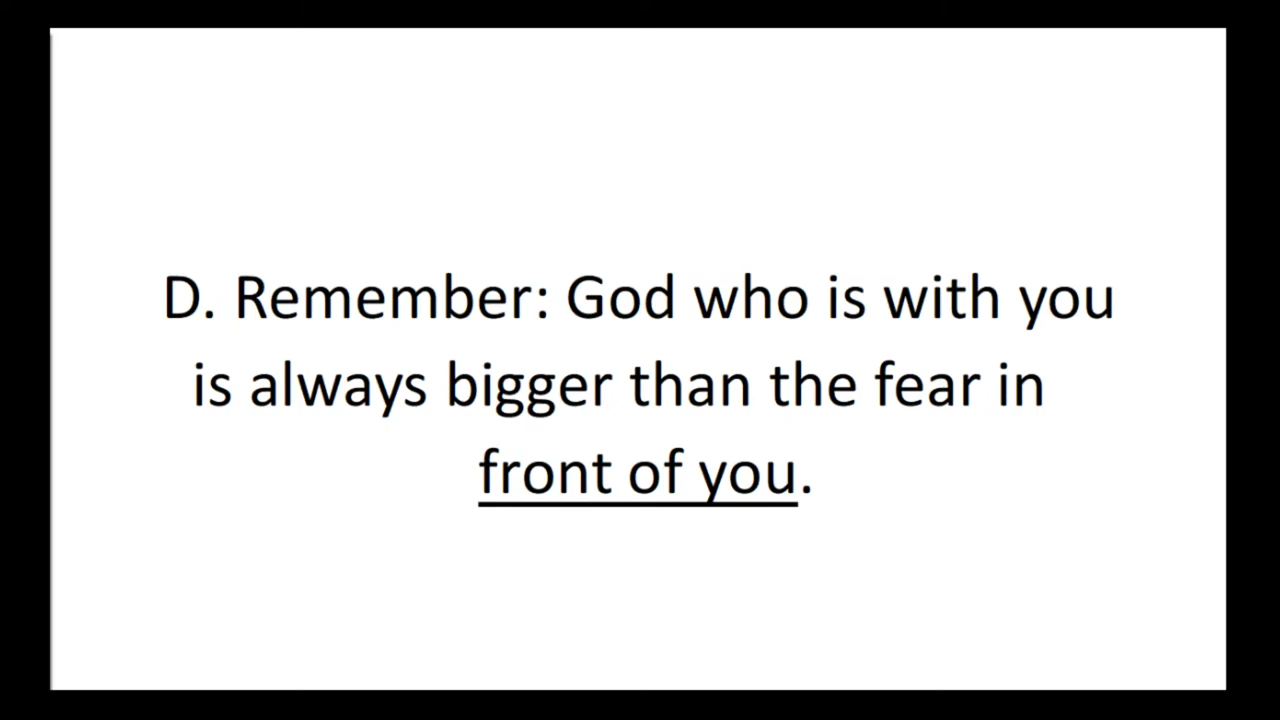 D. Remember: God who is with you
is always bigger than the fear in
front of you.